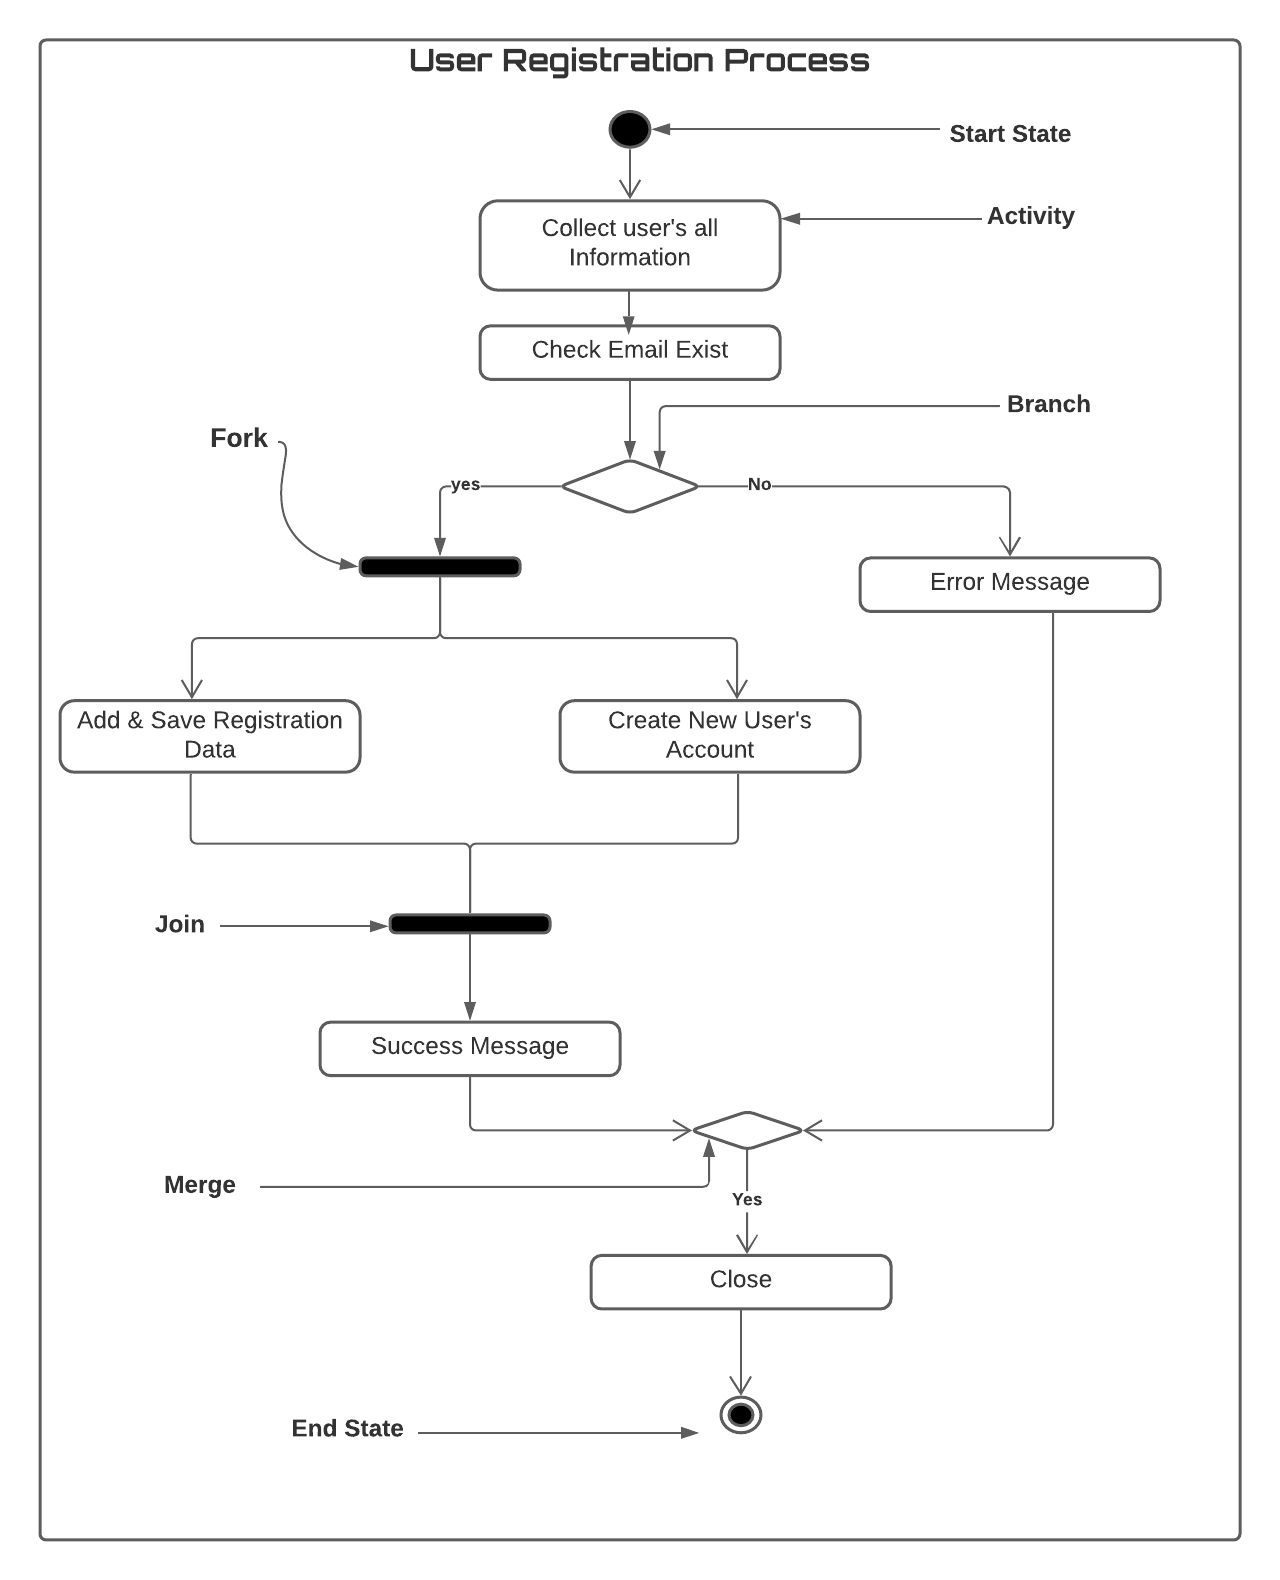 User Registration Process
Start State
Collect user's all
Information
Activity
Check Email Exist
Branch
Fork
yes
No
Error Message
Add & Save Registration
Data
Create New User's
Account
Join
Success Message
Merge
Yes
Close
End State